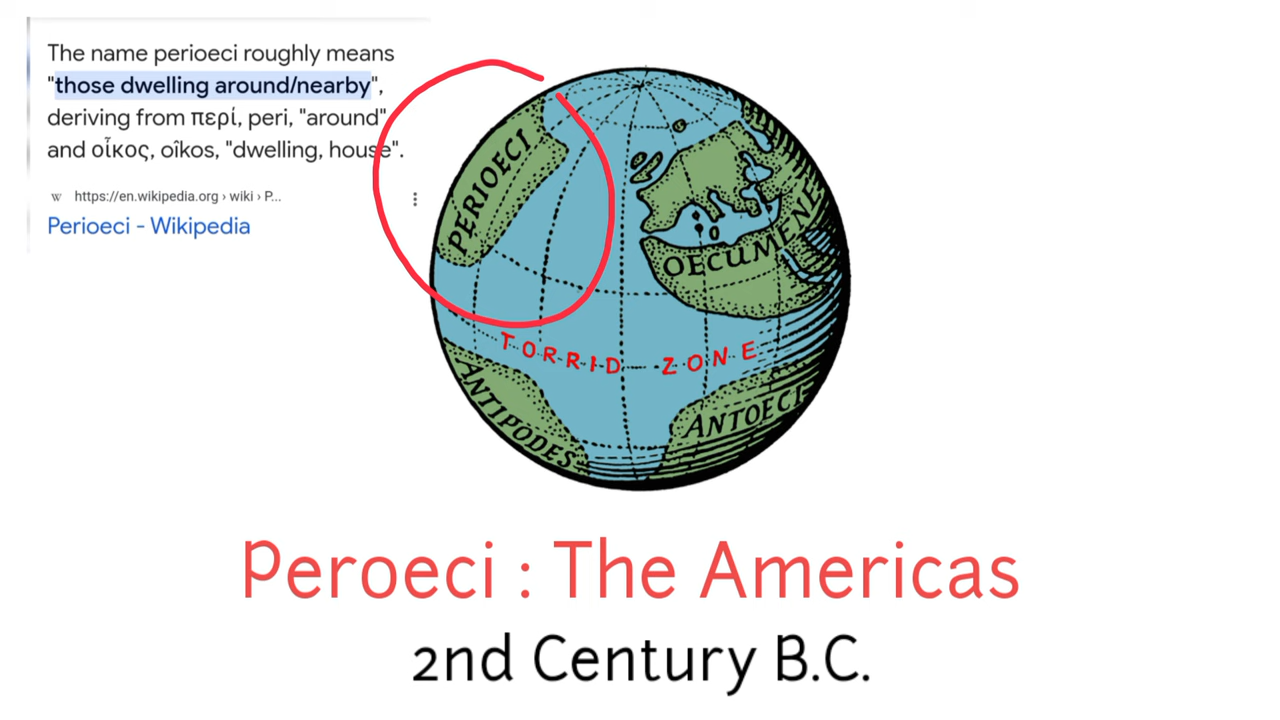 The name perioeci roughly means
"those dwelling around/nearby",
deriving from περί, peri, "around"
and οἶκος, oîkos, "dwelling, house".
w https://en.wikipedia.org › wiki › P...
Perioeci - Wikipedia
PERIOECI
OECUMENE
TORRID ZONE
ANTIPODES
ANTOECI
Peroeci : The Americas
2nd Century B.C.